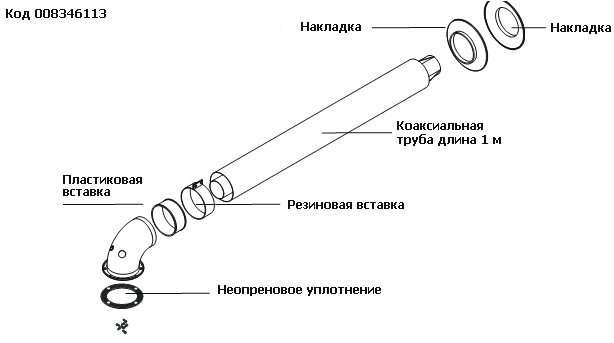 Код 008346113
Накладка
Накладка
Коаксиальная
труба длина 1 м
Пластиковая
вставка
Резиновая вставка
Неопреновое уплотнение